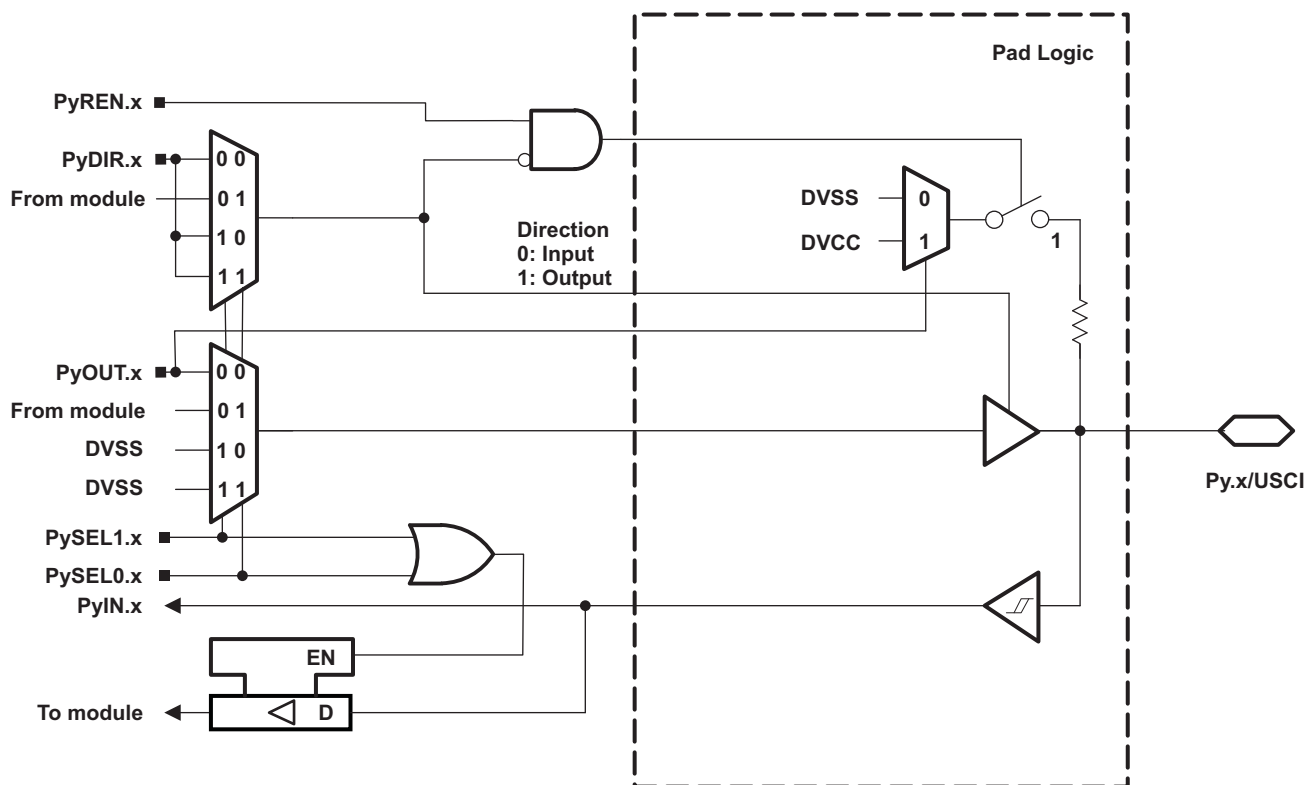 Pad Logic
PyREN.x
PyDIR.x
0 0
From module
0 1
1 0
1 1
Direction
0: Input
1: Output
DVSS
0
DVCC
1
1
PyOUT.x
0 0
From module
0 1
DVSS
1 0
DVSS
1 1
Py.x/USCI
PySEL1.x
PySEL0.x
PyIN.x
EN
To module
D